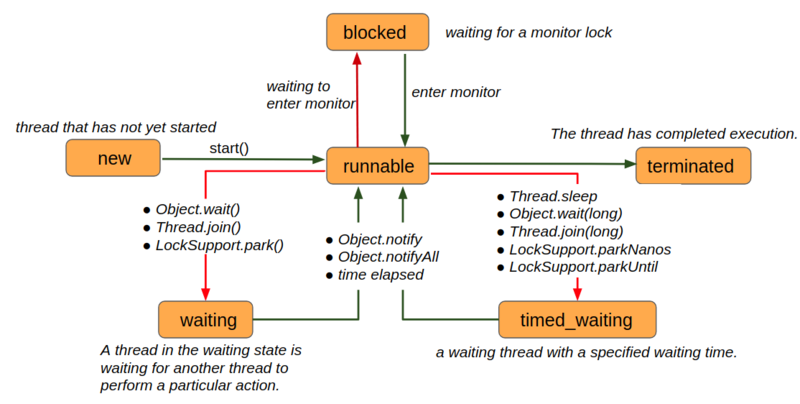 blocked
waiting for a monitor lock
waiting to
enter monitor
enter monitor
thread that has not yet started
The thread has completed execution.
new
start()
runnable
terminated
● Object.wait()
● Thread.join()
● LockSupport.park()
● Object.notify
● Object.notifyAll
● time elapsed
● Thread.sleep
● Object.wait(long)
● Thread.join(long)
● LockSupport.parkNanos
● LockSupport.parkUntil
waiting
timed_waiting
A thread in the waiting state is
waiting for another thread to
perform a particular action.
a waiting thread with a specified waiting time.